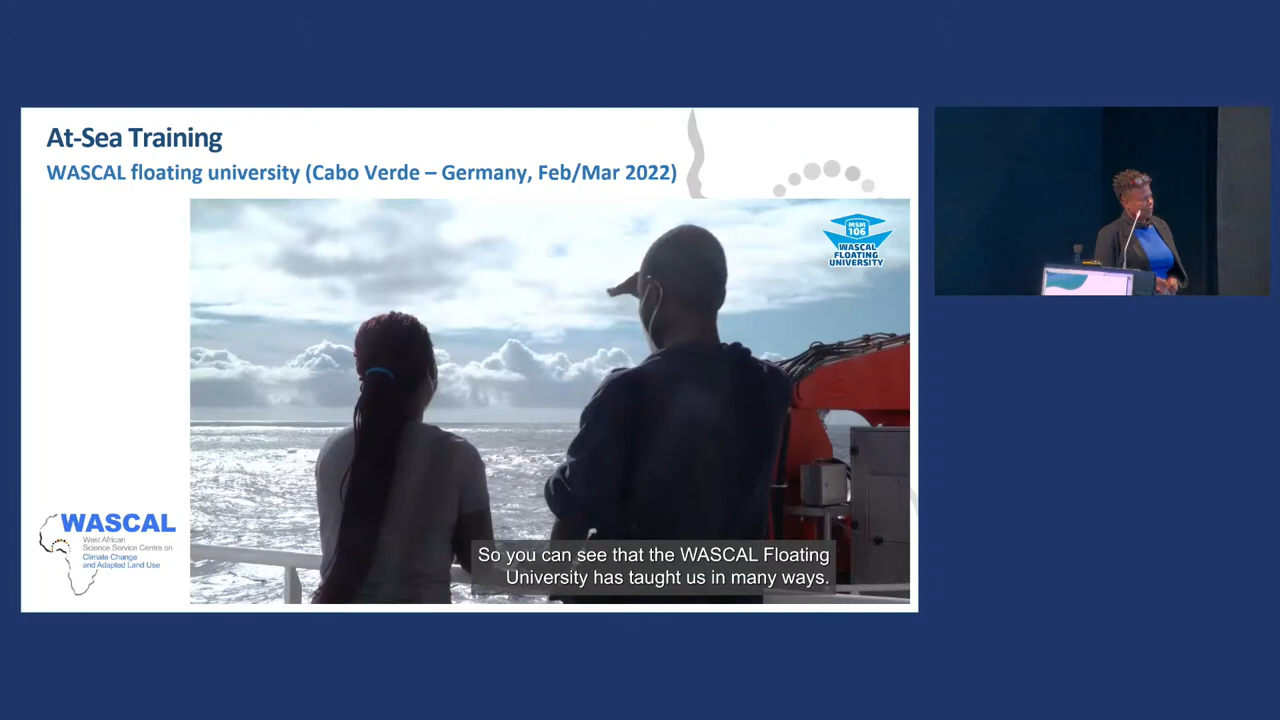 At-Sea Training
WASCAL floating university (Cabo Verde – Germany, Feb/Mar 2022)
MSM
106
WASCAL
FLOATING
UNIVERSITY
WASCAL
West African
Science Service Centre on
Climate Change
and Adapted Land Use
So you can see that the WASCAL Floating
University has taught us in many ways.